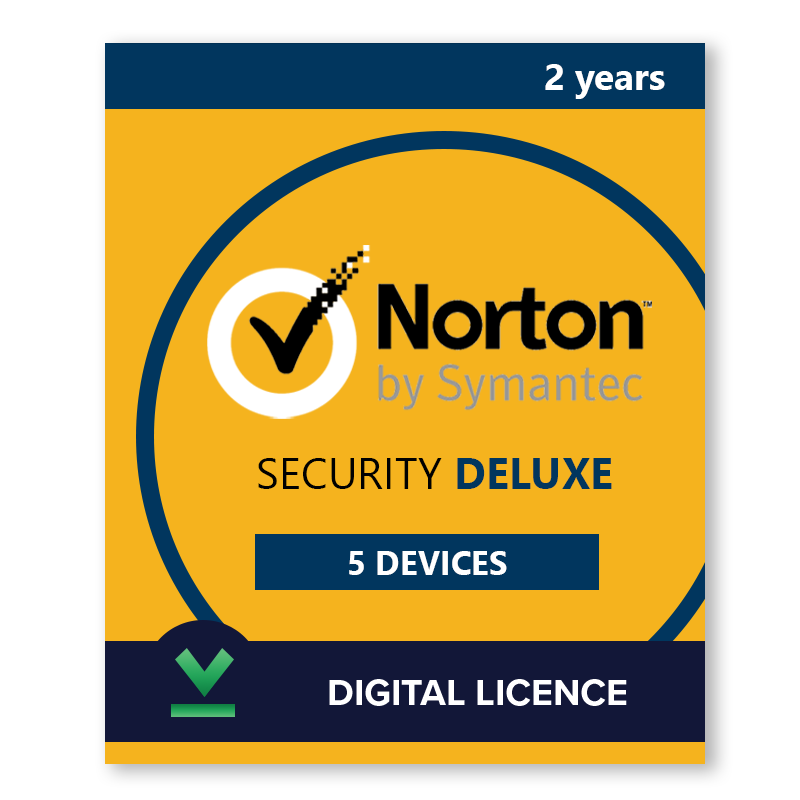 2 years
Norton™
by Symantec
SECURITY DELUXE
5 DEVICES
DIGITAL LICENCE